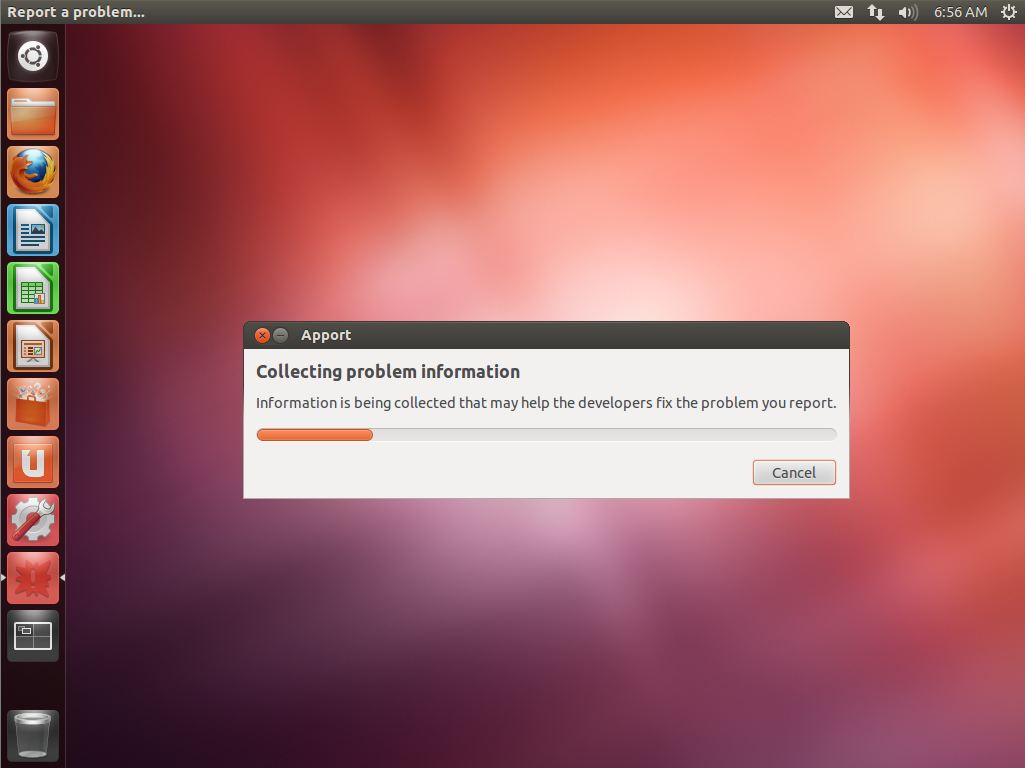 Report a problem...
6:56 AM
Apport
Collecting problem information
Information is being collected that may help the developers fix the problem you report.
Cancel